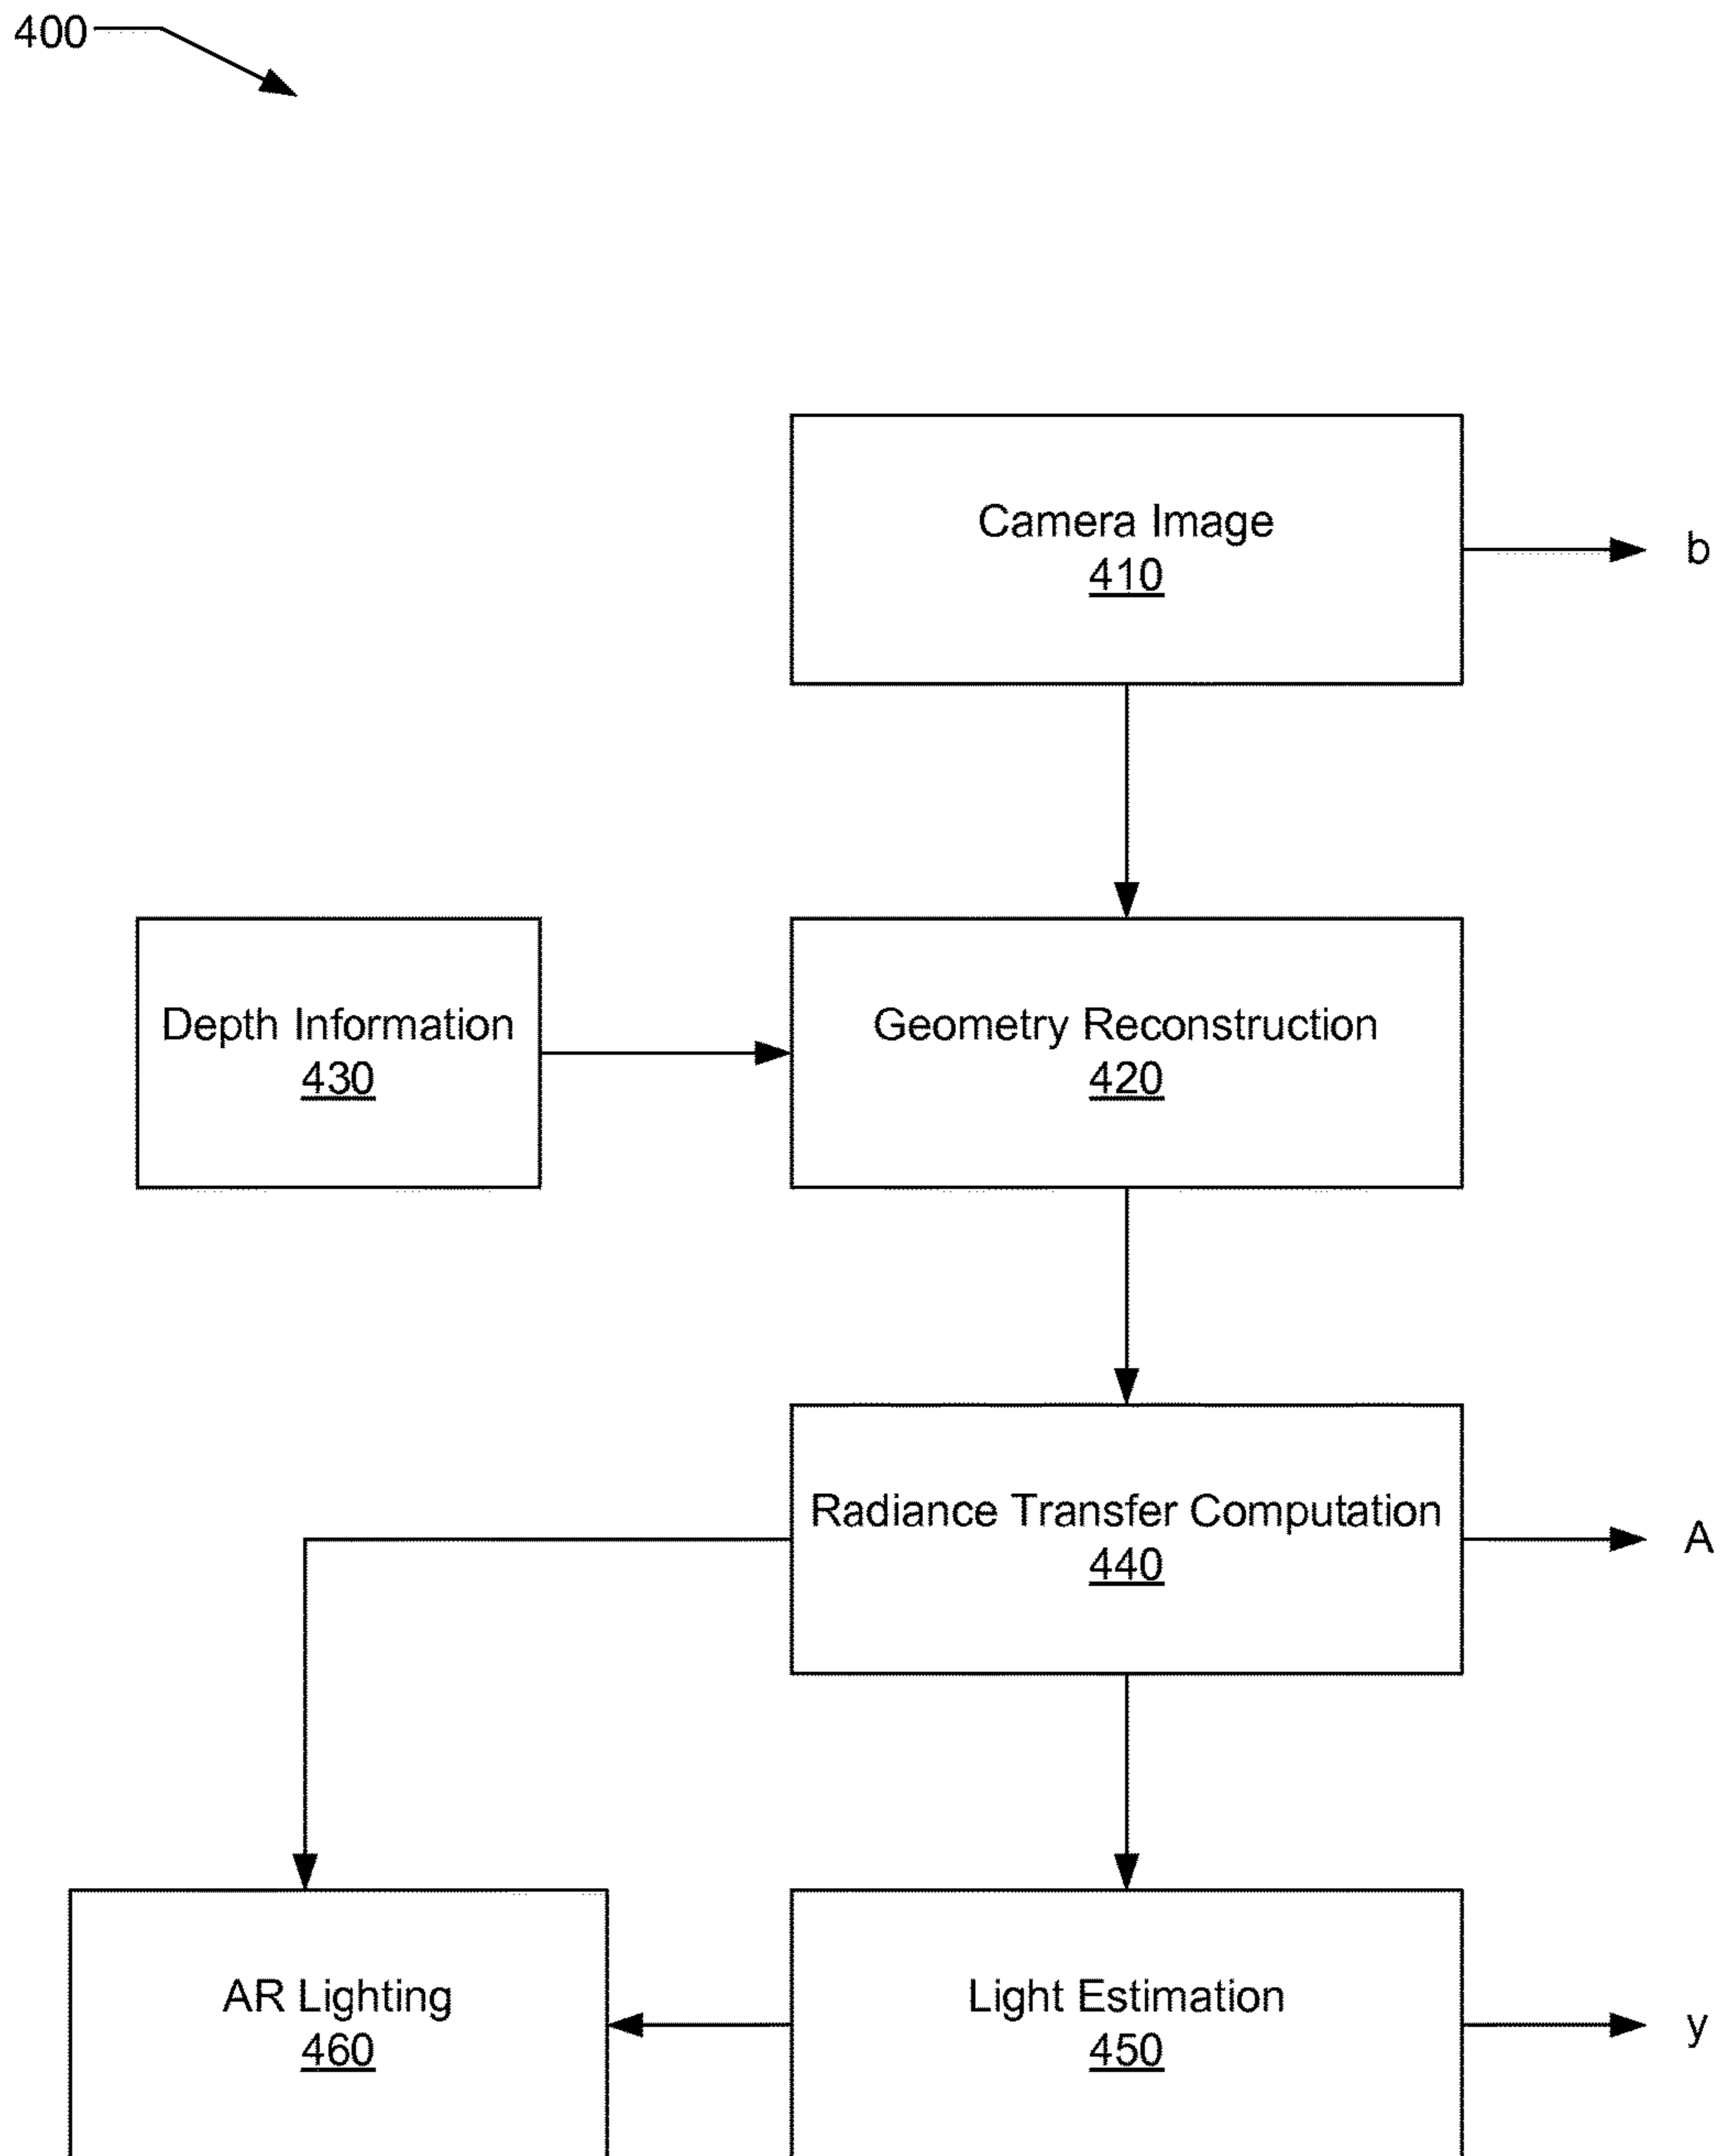 400
Camera Image
410
b
Depth Information
430
Geometry Reconstruction
420
Radiance Transfer Computation
440
A
AR Lighting
460
Light Estimation
450
y